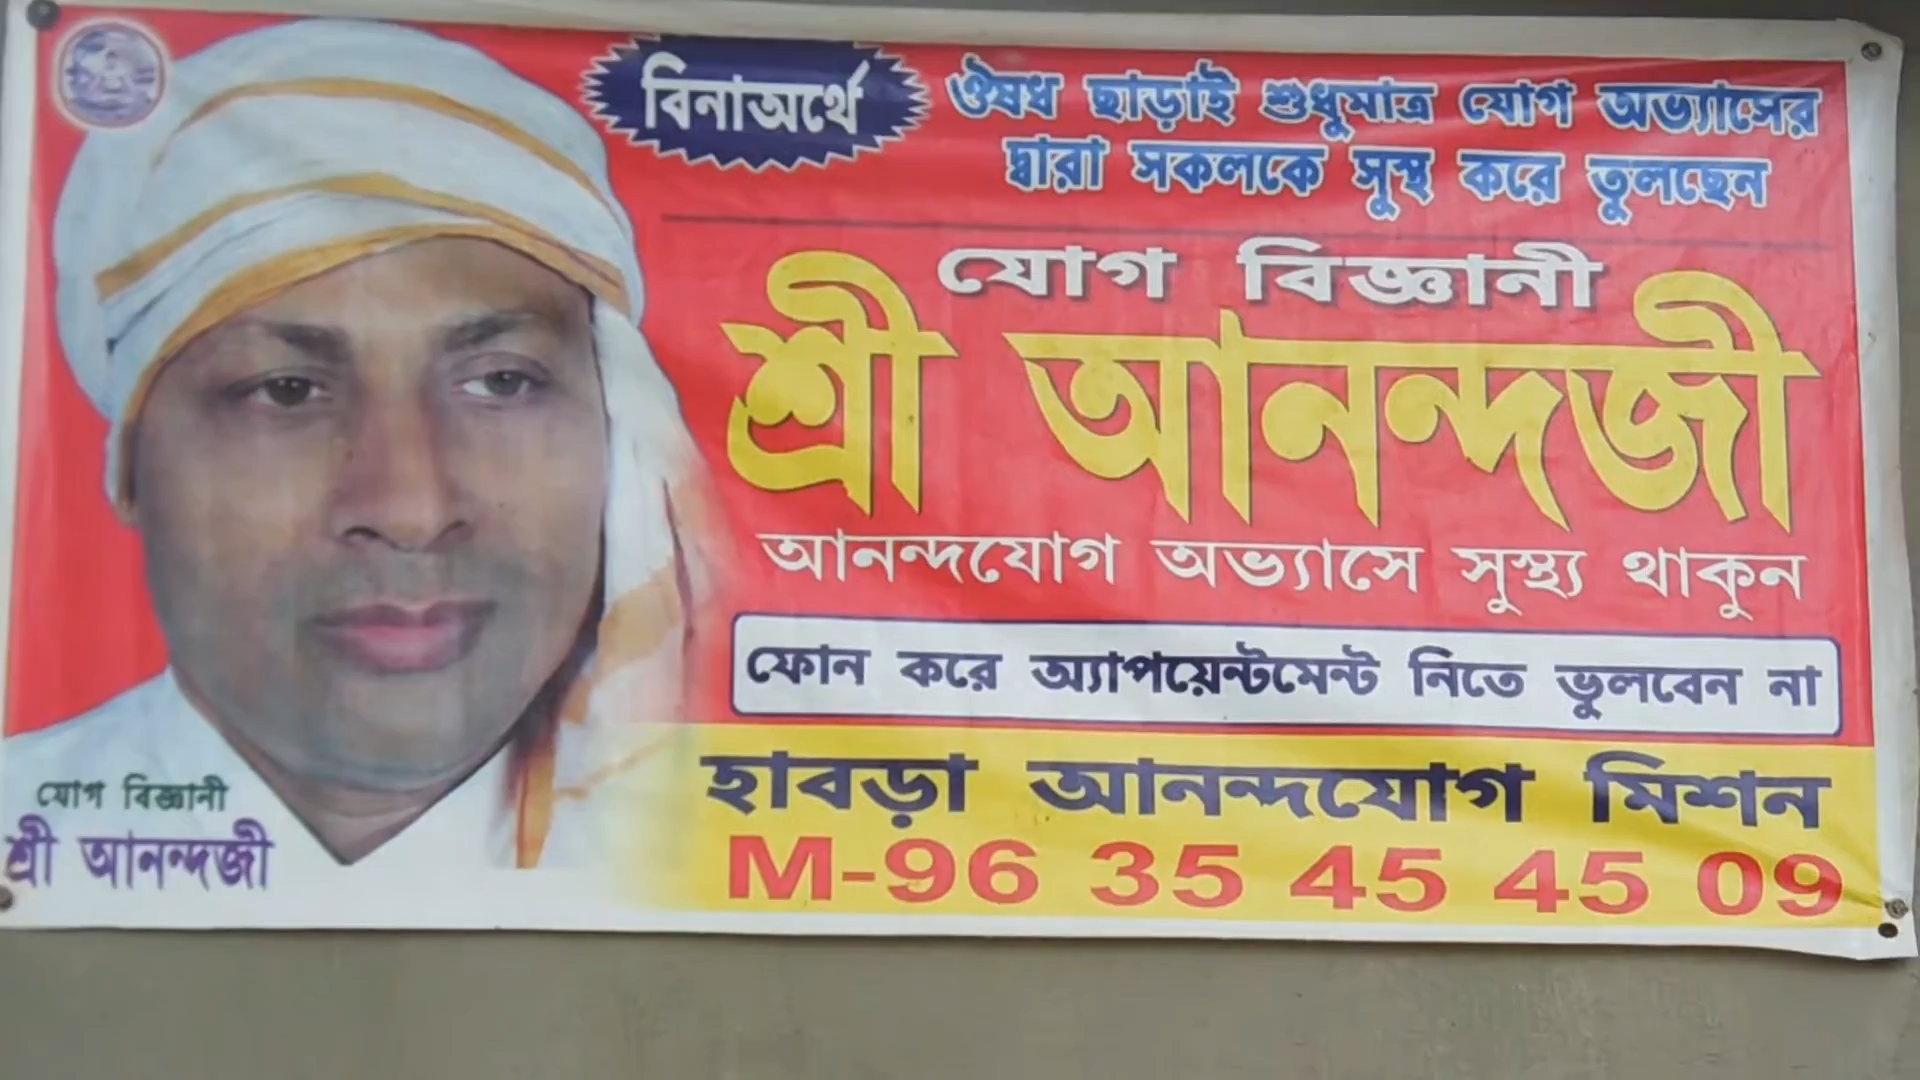 বিনাঅর্থে
ঔষধ ছাড়াই শুধুমাত্র যোগ অভ্যাসের
দ্বারা সকলকে সুস্থ করে তুলছেন
যোগ বিজ্ঞানী
শ্রী আনন্দজী
আনন্দযোগ অভ্যাসে সুস্থ্য থাকুন
ফোন করে অ্যাপয়েন্টমেন্ট নিতে ভুলবেন না
হাবড়া আনন্দযোগ মিশন
M-96 35 45 45 09
যোগ বিজ্ঞানী
শ্রী আনন্দজী